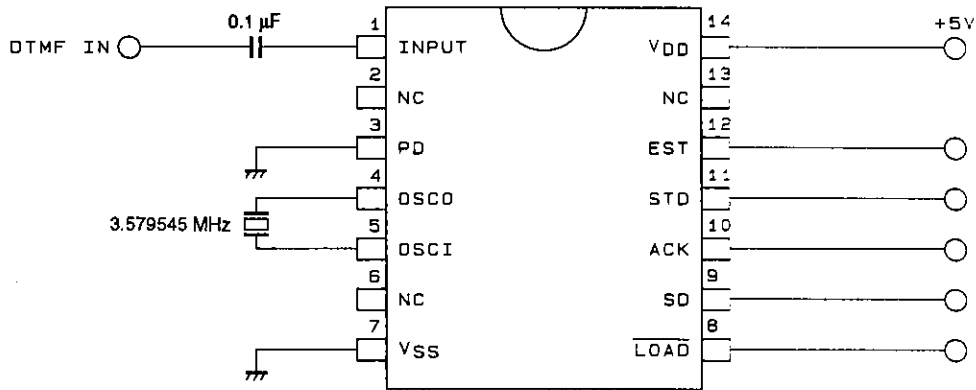 DTMF IN
0.1 µF
3.579545 MHz
1
INPUT
2
NC
3
PD
4
OSCO
5
OSCI
6
NC
7
VSS
14
VDD
+5V
13
NC
12
EST
11
STD
10
ACK
9
SD
8
LOAD